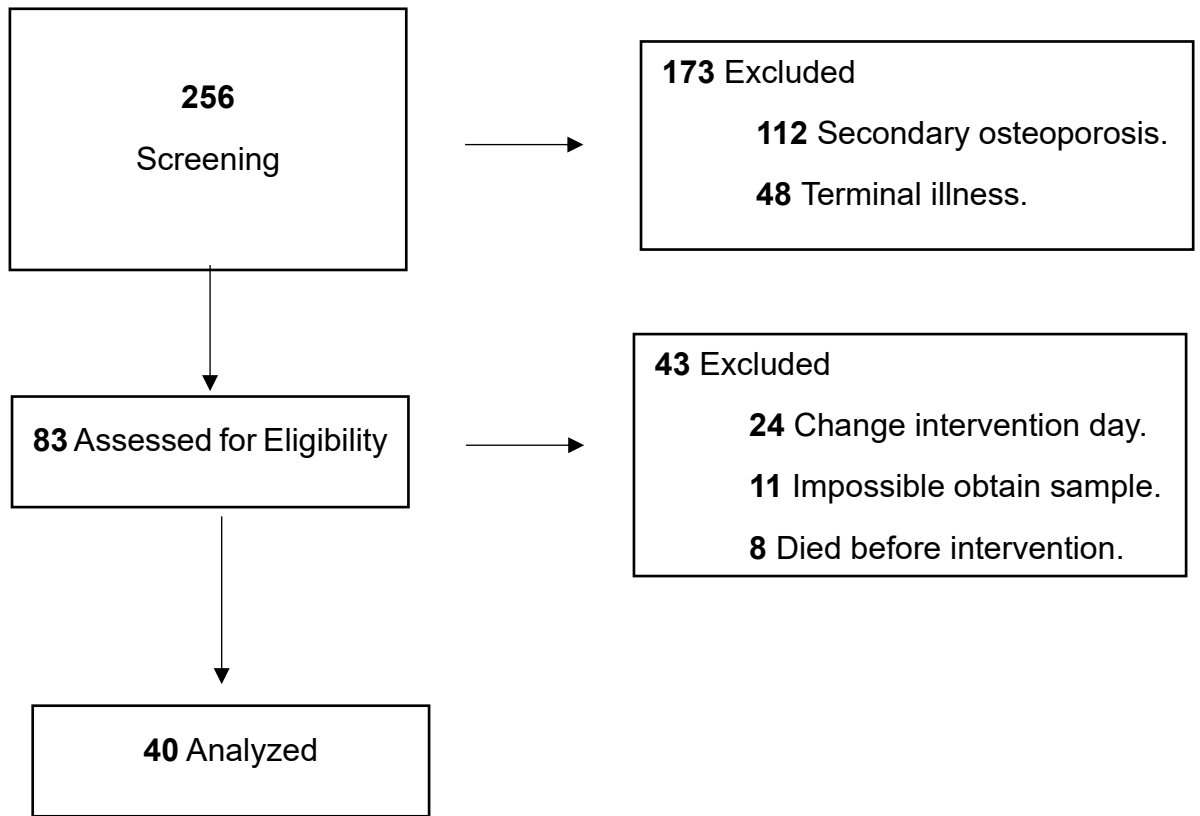 256
Screening
173 Excluded
112 Secondary osteoporosis.
48 Terminal illness.
83 Assessed for Eligibility
43 Excluded
24 Change intervention day.
11 Impossible obtain sample.
8 Died before intervention.
40 Analyzed